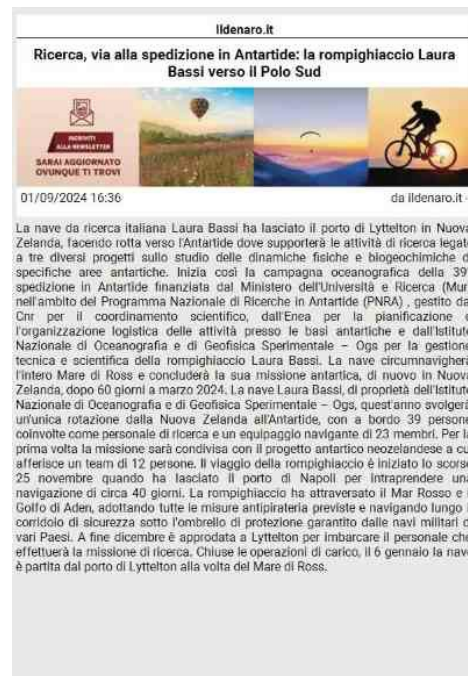 Ildenaro.it
Ricerca, via alla spedizione in Antartide: la rompighiaccio Laura
Bassi verso il Polo Sud
ISCRIVITI
ALLA NEWSLETTER
SARAI AGGIORNATO
OVUNQUE TI TROVI
01/09/2024 16:36
da ildenaro.it -
La nave da ricerca italiana Laura Bassi ha lasciato il porto di Lyttelton in Nuova
Zelanda, facendo rotta verso l'Antartide dove supporterà le attività di ricerca legate
a tre diversi progetti sullo studio delle dinamiche fisiche e biogeochimiche d
specifiche aree antartiche. Inizia così la campagna oceanografica della 39ª
spedizione in Antartide finanziata dal Ministero dell'Università e Ricerca (Mur)
nell'ambito del Programma Nazionale di Ricerche in Antartide (PNRA) , gestito da
Cnr per il coordinamento scientifico, dall'Enea per la pianificazione e
l'organizzazione logistica delle attività presso le basi antartiche e dall'Istituto
Nazionale di Oceanografia e di Geofisica Sperimentale – Ogs per la gestione
tecnica e scientifica della rompighiaccio Laura Bassi. La nave circumnavigherà
l'intero Mare di Ross e concluderà la sua missione antartica, di nuovo in Nuova
Zelanda, dopo 60 giorni a marzo 2024. La nave Laura Bassi, di proprietà dell'Istituto
Nazionale di Oceanografia e di Geofisica Sperimentale – Ogs, quest'anno svolgerà
un'unica rotazione dalla Nuova Zelanda all'Antartide, con a bordo 39 persone
coinvolte come personale di ricerca e un equipaggio navigante di 23 membri. Per la
prima volta la missione sarà condivisa con il progetto antartico neozelandese a cu
afferisce un team di 12 persone. Il viaggio della rompighiaccio è iniziato lo scorso
25 novembre quando ha lasciato il porto di Napoli per intraprendere una
navigazione di circa 40 giorni. La rompighiaccio ha attraversato il Mar Rosso e i
Golfo di Aden, adottando tutte le misure antipirateria previste e navigando lungo i
corridoio di sicurezza sotto l'ombrello di protezione garantito dalle navi militari d
vari Paesi. A fine dicembre è approdata a Lyttelton per imbarcare il personale che
effettuerà la missione di ricerca. Chiuse le operazioni di carico, il 6 gennaio la nave
è partita dal porto di Lyttelton alla volta del Mare di Ross.